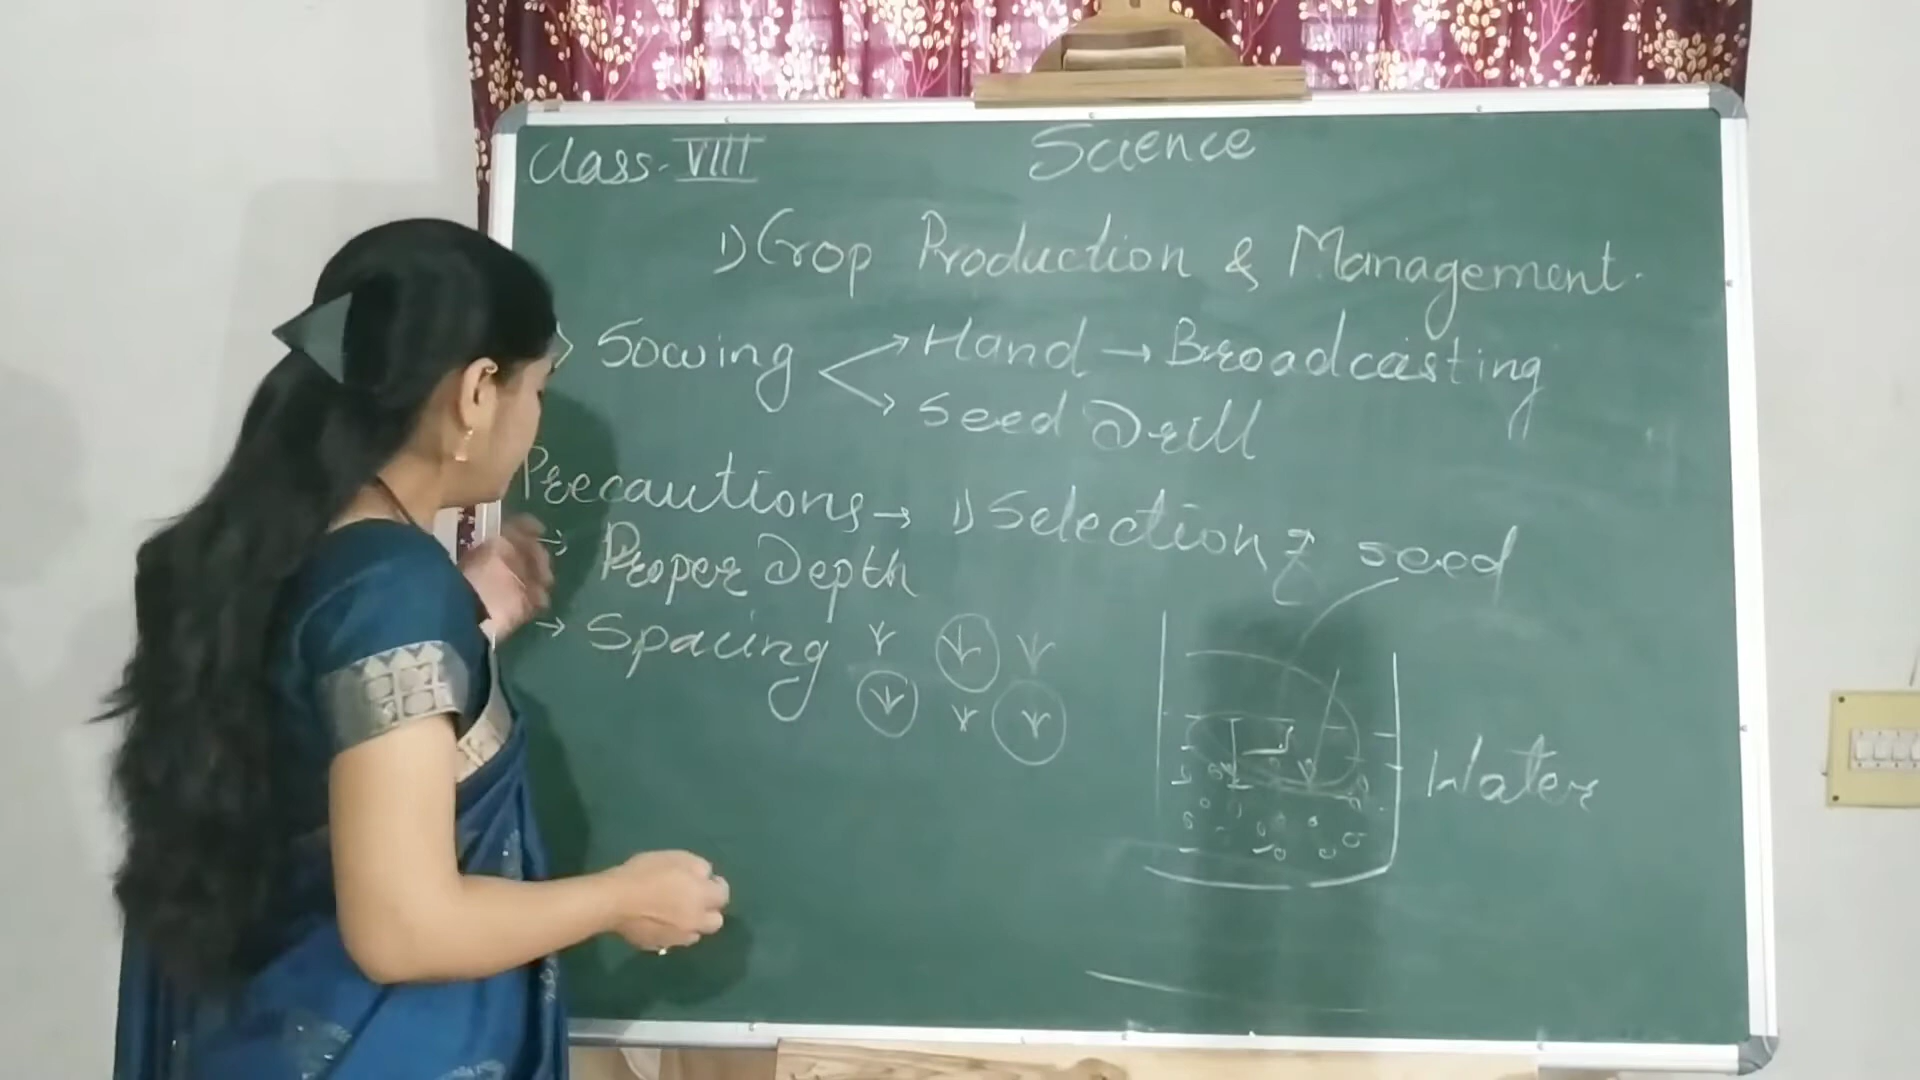 Class-VIII
Science
1) Crop Production & Management.
Sowing → Hand → Broadcasting
→ Seed Drill
Precautions → 1) Selection of seed
→ Proper Depth
→ Spacing
Water